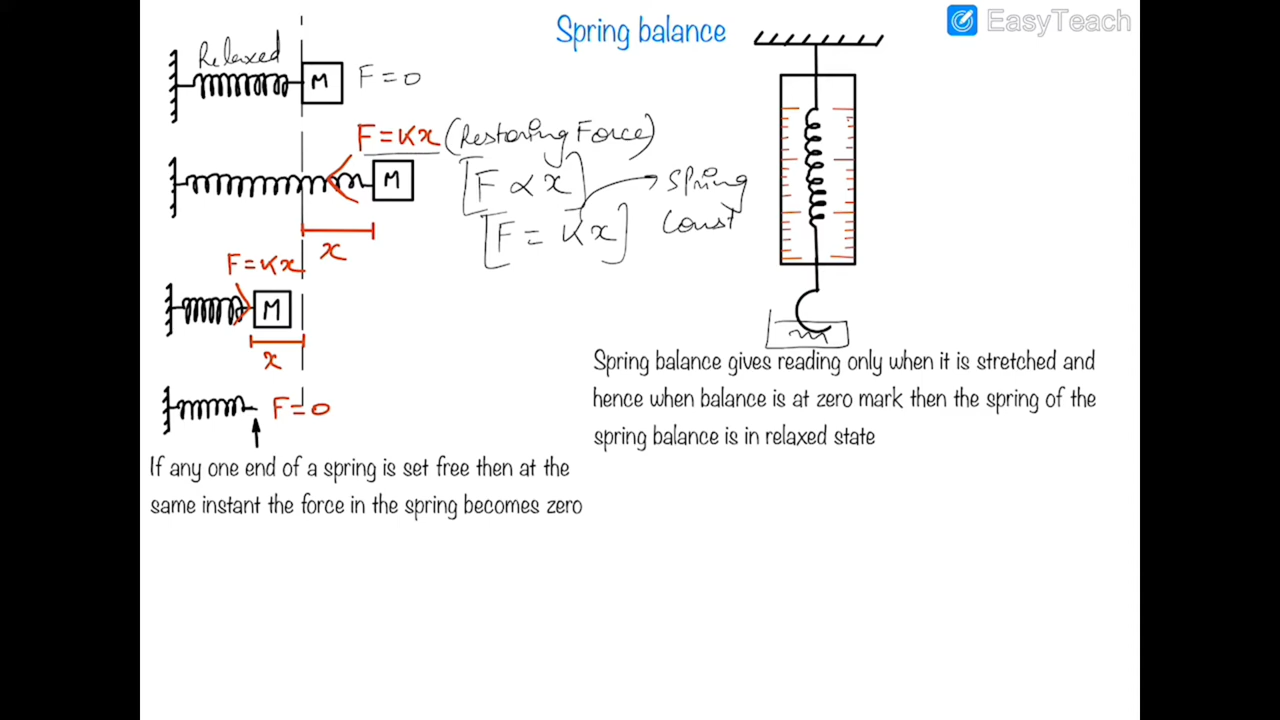 Spring balance
EasyTeach
Relaxed
M
F = 0
F = Kx (Restoring Force)
M
[F ∝ x]
[F = Kx]
Spring
Const
x
F = Kx
M
x
F = 0
If any one end of a spring is set free then at the
same instant the force in the spring becomes zero
m
Spring balance gives reading only when it is stretched and
hence when balance is at zero mark then the spring of the
spring balance is in relaxed state